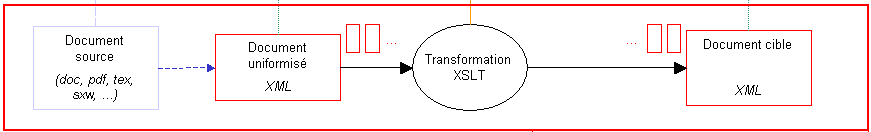 Document
source
(doc, pdf, tex,
sxw, ...)
Document
uniformisé
XML
...
Transformation
XSLT
...
Document cible
XML